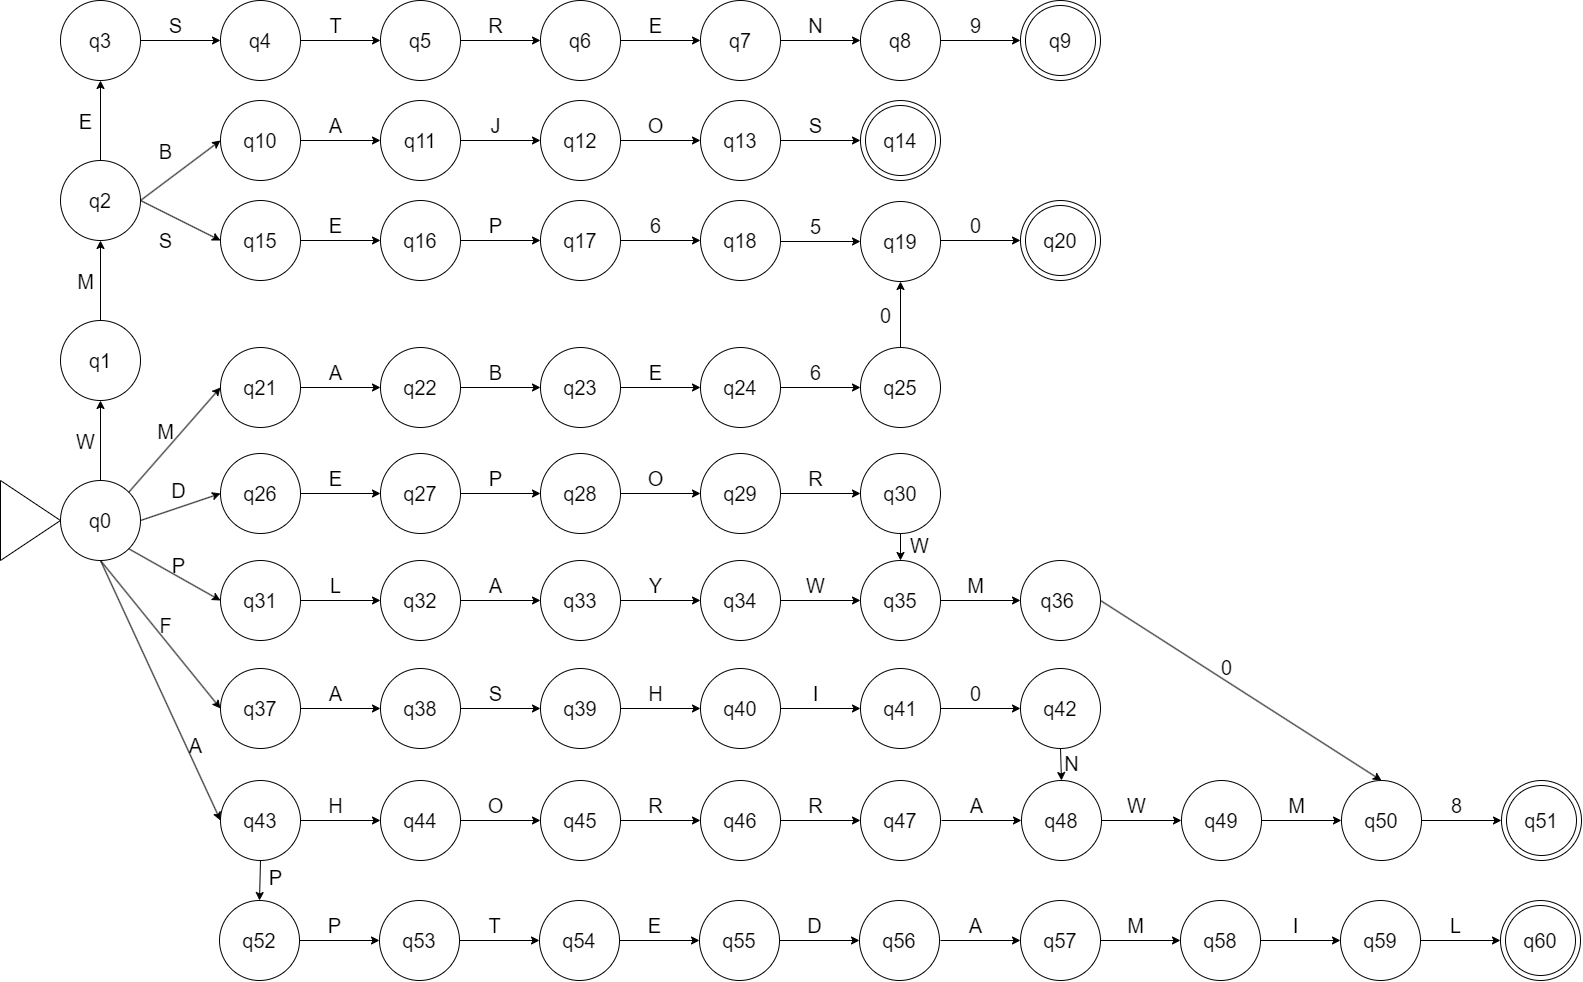 S T R E N 9
q3 q4 q5 q6 q7 q8 q9
E
B A J O S
q10 q11 q12 q13 q14
q2
S E P 6 5 0
q15 q16 q17 q18 q19 q20
M
0
q1
A B E 6
q21 q22 q23 q24 q25
W M
D E P O R
q26 q27 q28 q29 q30
q0
W
P L A Y W M
q31 q32 q33 q34 q35 q36
F
0
A S H I 0
q37 q38 q39 q40 q41 q42
A
N
H O R R A W M 8
q43 q44 q45 q46 q47 q48 q49 q50 q51
P
P T E D A M I L
q52 q53 q54 q55 q56 q57 q58 q59 q60